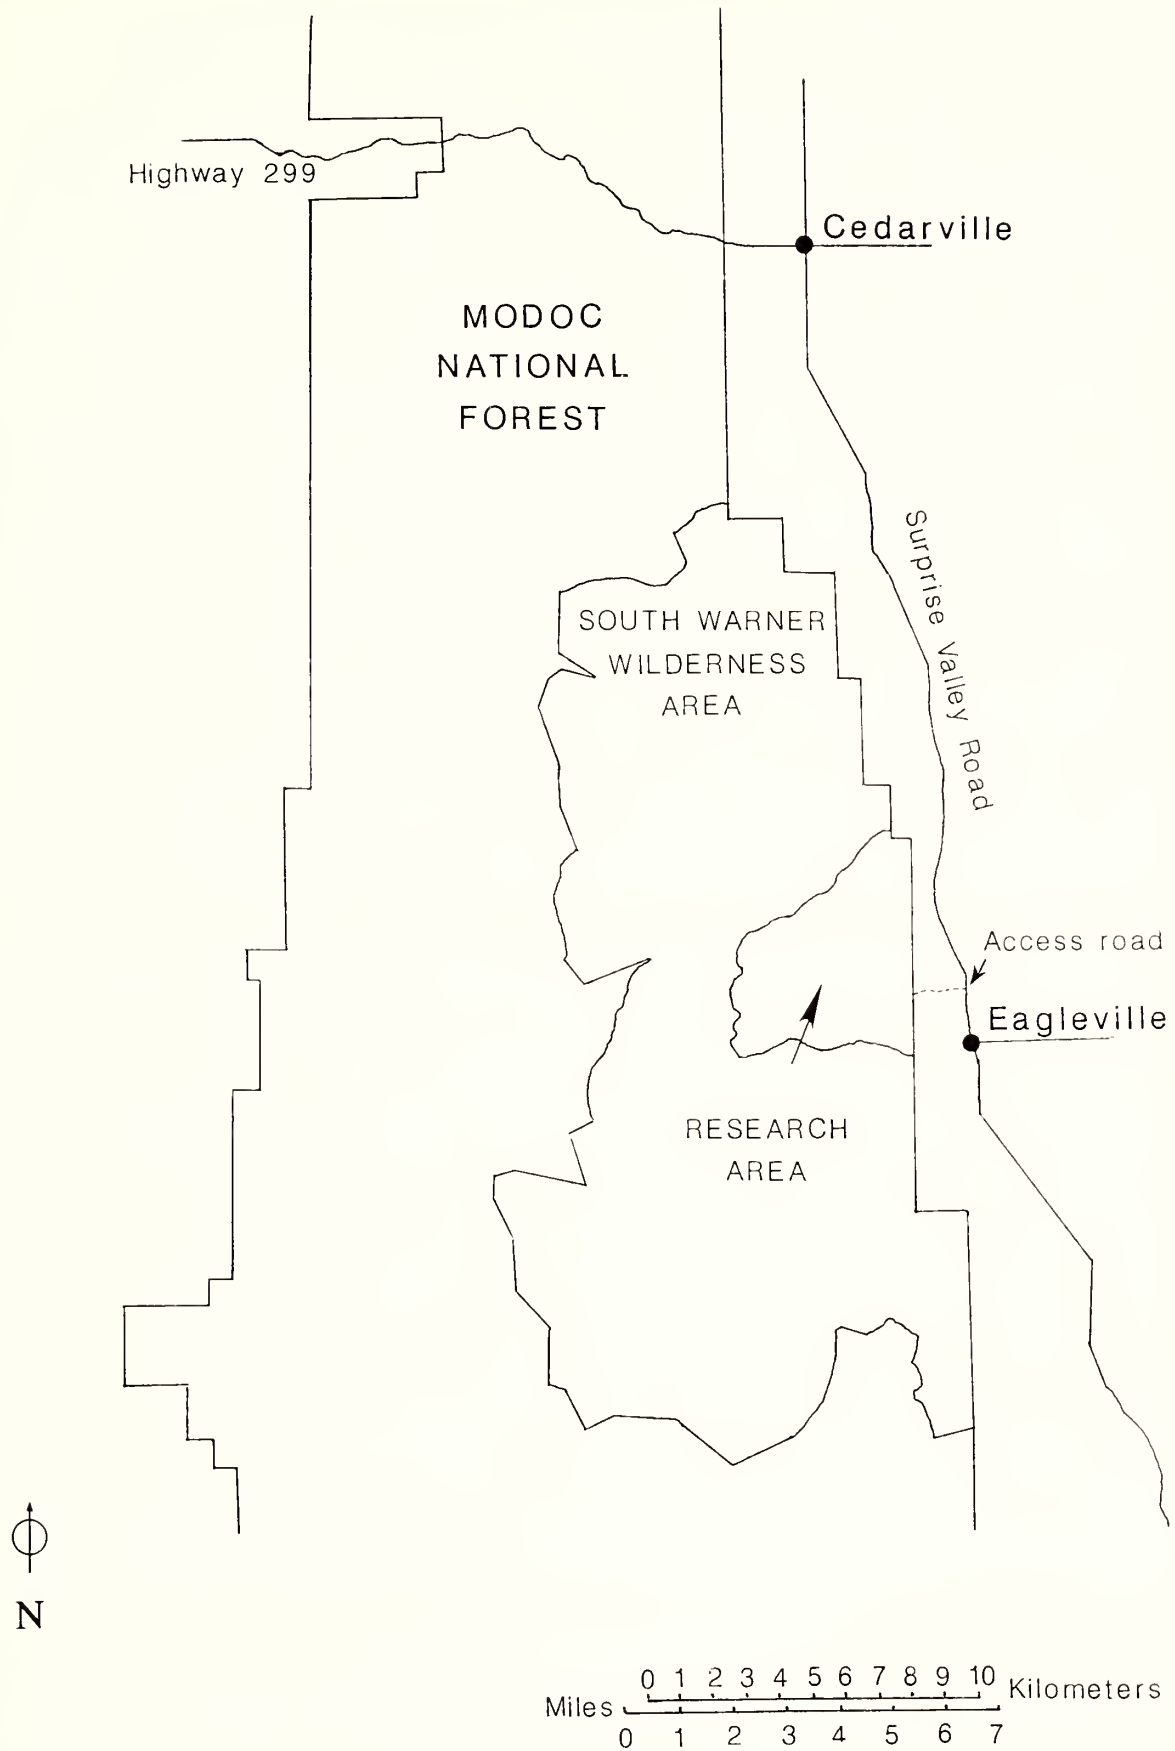 Highway 299
Cedarville
MODOC
NATIONAL
FOREST
Surprise Valley Road
SOUTH WARNER
WILDERNESS
AREA
Access road
Eagleville
RESEARCH
AREA
N
0 1 2 3 4 5 6 7 8 9 10 Kilometers
Miles
0 1 2 3 4 5 6 7